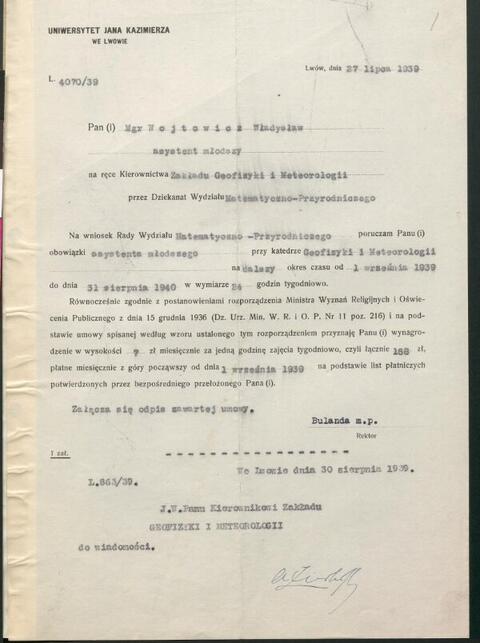 1
UNIWERSYTET JANA KAZIMIERZA
WE LWOWIE
Lwów, dnia 27 lipca 1939
L. 4070/39
Pan (i) Mgr Wojtowicz Władysław
asystent młodszy
na ręce Kierownictwa Zakładu Geofizyki i Meteorologii
przez Dziekanat Wydziału Matematyczno-Przyrodniczego
Na wniosek Rady Wydziału Matematyczno -Przyrodniczego poruczam Panu (i)
obowiązki asystenta młodszego przy katedrze Geofizyki i Meteorologii
na dalszy okres czasu od 1 września 1939
do dnia 31 sierpnia 1940 w wymiarze 24 godzin tygodniowo.
Równocześnie zgodnie z postanowieniami rozporządzenia Ministra Wyznań Religijnych i Oświe-
cenia Publicznego z dnia 15 grudnia 1936 (Dz. Urz. Min. W. R. i O. P. Nr 11 poz. 216) i na pod-
stawie umowy spisanej według wzoru ustalonego tym rozporządzeniem przyznaję Panu (i) wynagro-
dzenie w wysokości 7 zł miesięcznie za jedną godzinę zajęcia tygodniowo, czyli łącznie 168 zł,
płatne miesięcznie z góry począwszy od dnia 1 września 1939 na podstawie list płatniczych
potwierdzonych przez bezpośredniego przełożonego Pana (i).
Załącza się odpis zawartej umowy.
Bulanda m.p.
Rektor
1 zał.
We Lwowie dnia 30 sierpnia 1939.
L.863/39.
J.W.Panu Kierownikowi Zakładu
GEOFIZYKI I METEOROLOGII
do wiadomości.